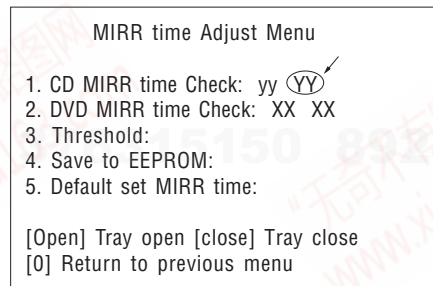 MIRR time Adjust Menu
1. CD MIRR time Check: yy YY
2. DVD MIRR time Check: XX XX
3. Threshold:
4. Save to EEPROM:
5. Default set MIRR time:
[Open] Tray open [close] Tray close
[0] Return to previous menu